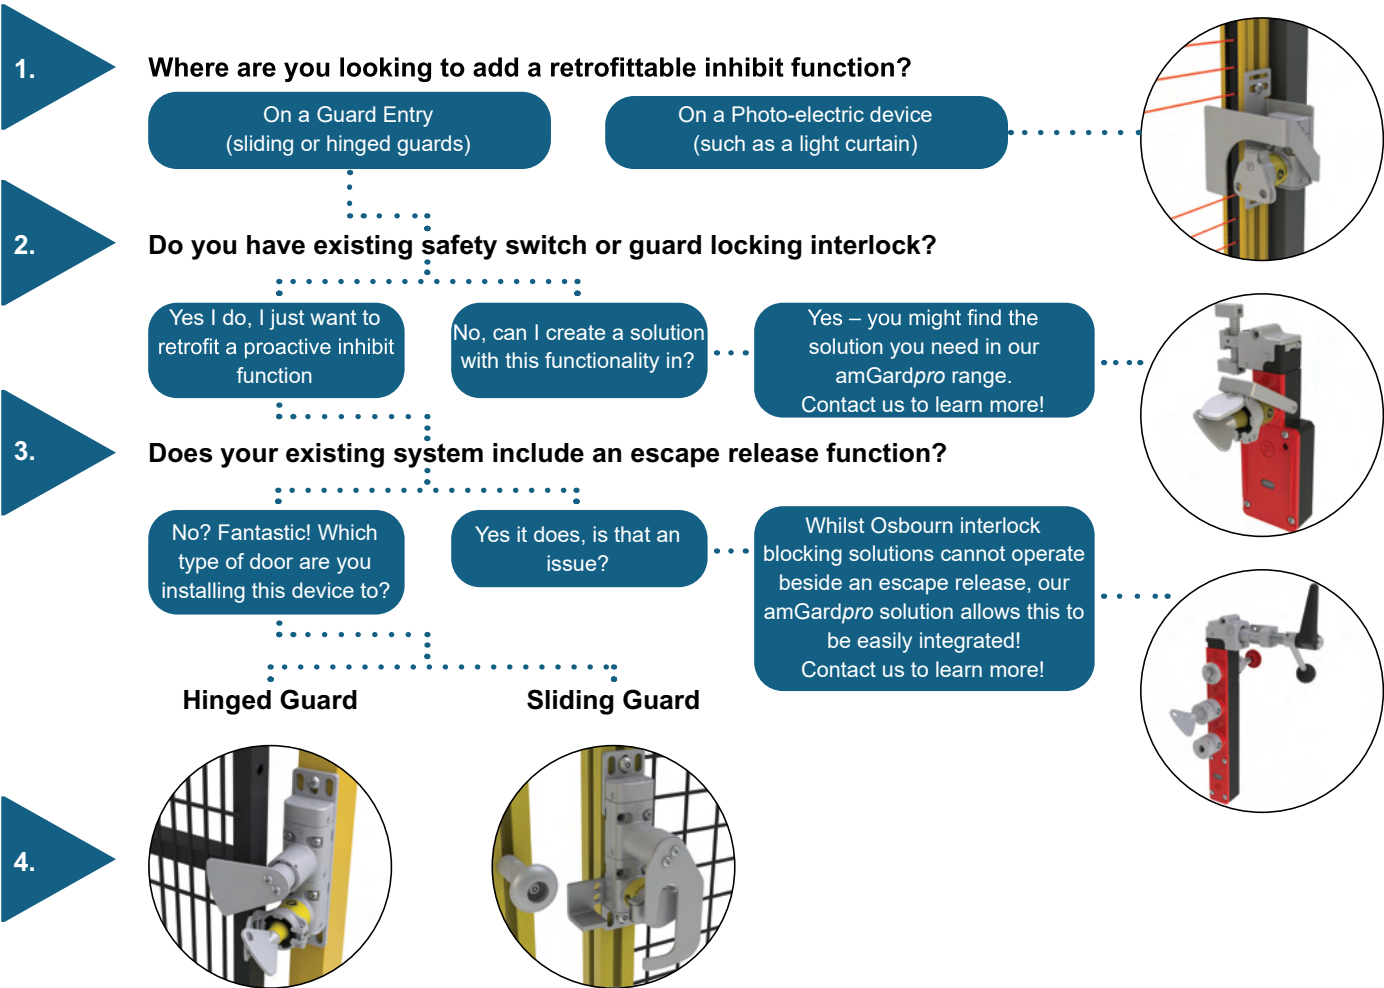 1.
Where are you looking to add a retrofittable inhibit function?
On a Guard Entry
(sliding or hinged guards)
On a Photo-electric device
(such as a light curtain)
2.
Do you have existing safety switch or guard locking interlock?
Yes I do, I just want to
retrofit a proactive inhibit
function
No, can I create a solution
with this functionality in?
Yes – you might find the
solution you need in our
amGardpro range.
Contact us to learn more!
3.
Does your existing system include an escape release function?
No? Fantastic! Which
type of door are you
installing this device to?
Yes it does, is that an
issue?
Whilst Osbourn interlock
blocking solutions cannot operate
beside an escape release, our
amGardpro solution allows this to
be easily integrated!
Contact us to learn more!
Hinged Guard
Sliding Guard
4.